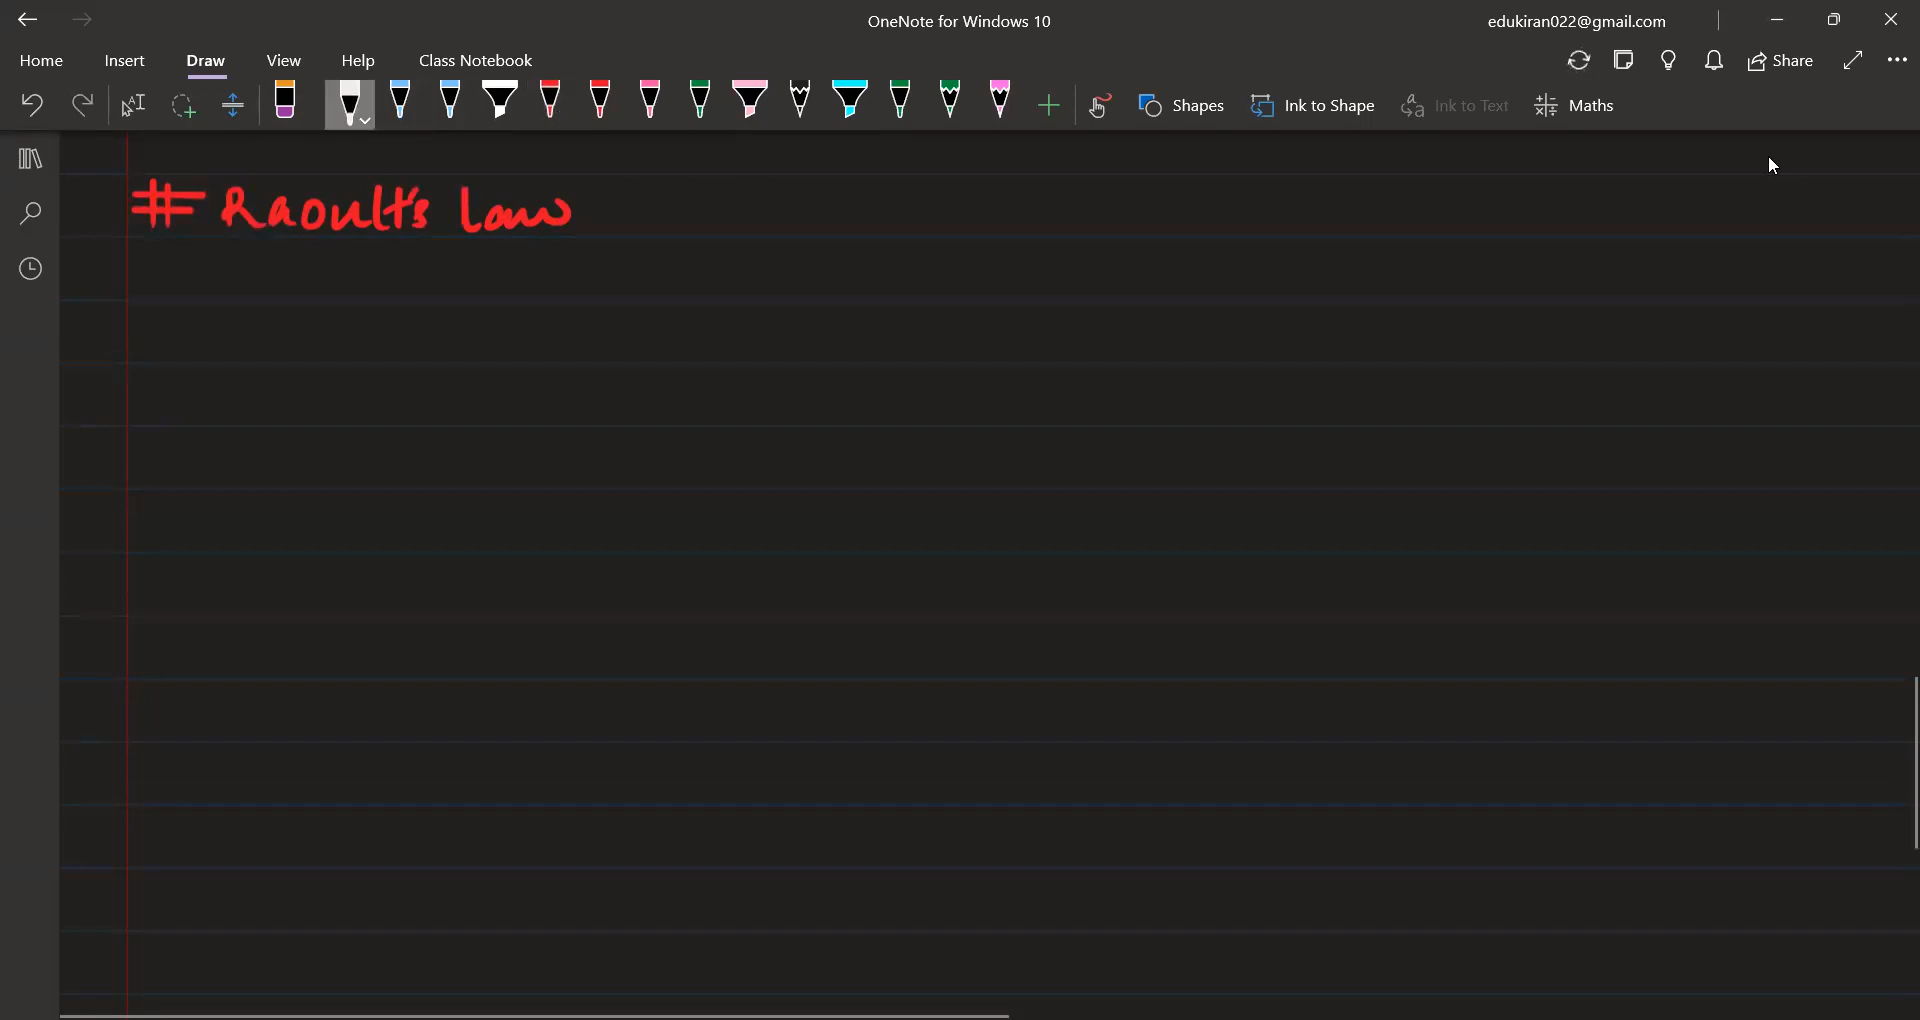 OneNote for Windows 10
edukiran022@gmail.com
Home Insert Draw View Help Class Notebook
Share
Shapes Ink to Shape Ink to Text Maths
# Raoult's law